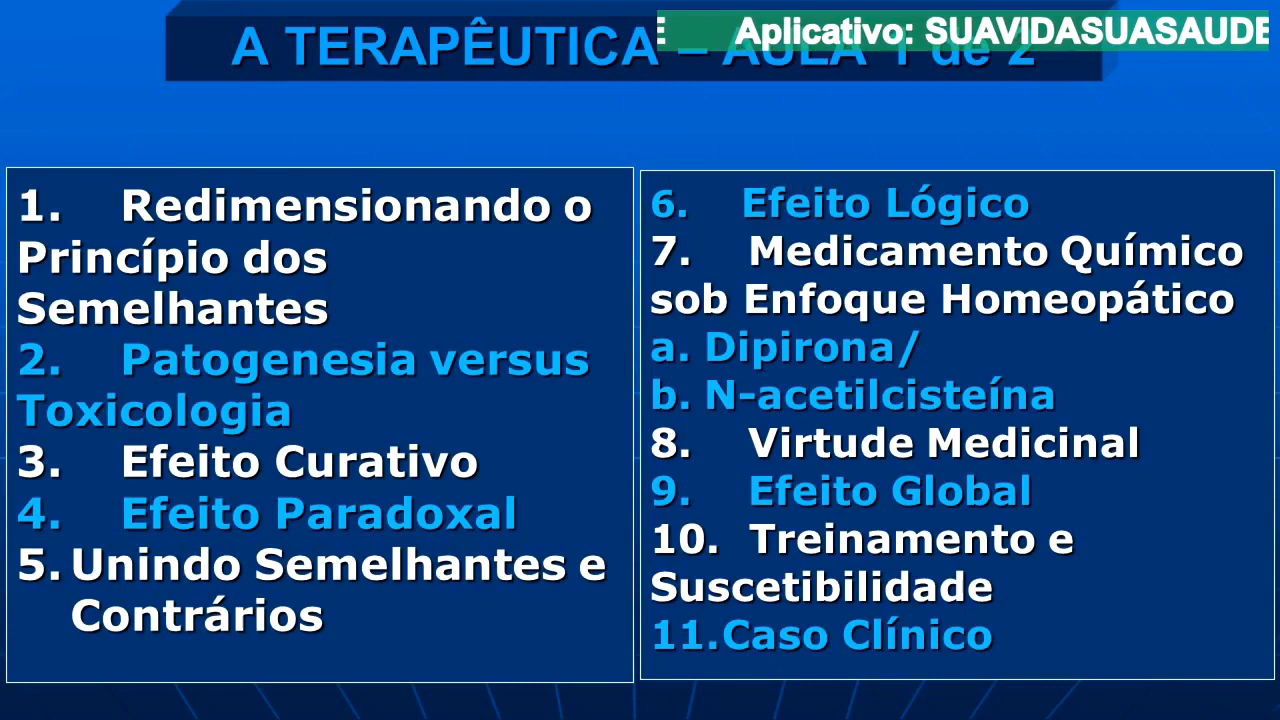 Aplicativo: SUAVIDASUASAUDE
A TERAPÊUTICA – AULA 1 de 2
1. Redimensionando o
Princípio dos
Semelhantes
2. Patogenesia versus
Toxicologia
3. Efeito Curativo
4. Efeito Paradoxal
5. Unindo Semelhantes e
Contrários
6. Efeito Lógico
7. Medicamento Químico
sob Enfoque Homeopático
a. Dipirona/
b. N-acetilcisteína
8. Virtude Medicinal
9. Efeito Global
10. Treinamento e
Suscetibilidade
11.Caso Clínico